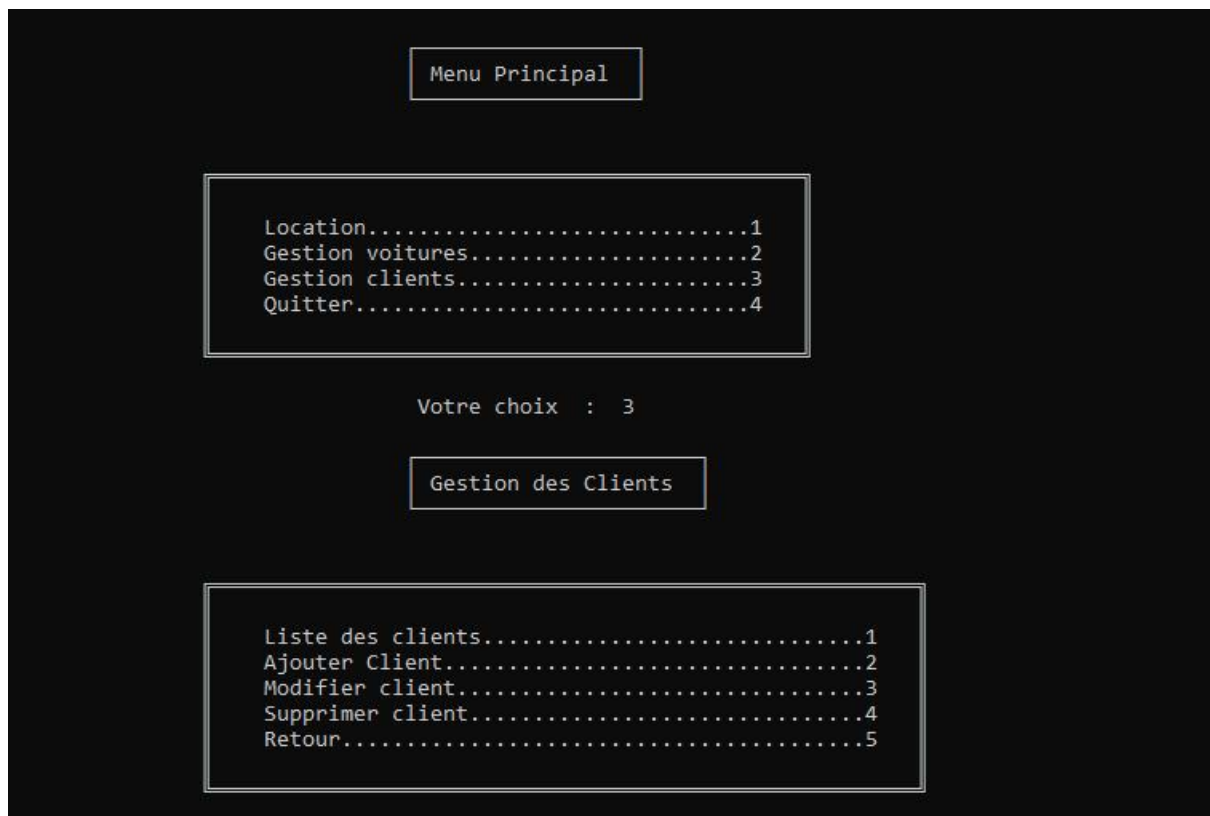 Menu Principal
Location..............................1
Gestion voitures......................2
Gestion clients.......................3
Quitter...............................4
Votre choix  :  3
Gestion des Clients
Liste des clients..............................1
Ajouter Client.................................2
Modifier client................................3
Supprimer client...............................4
Retour.........................................5